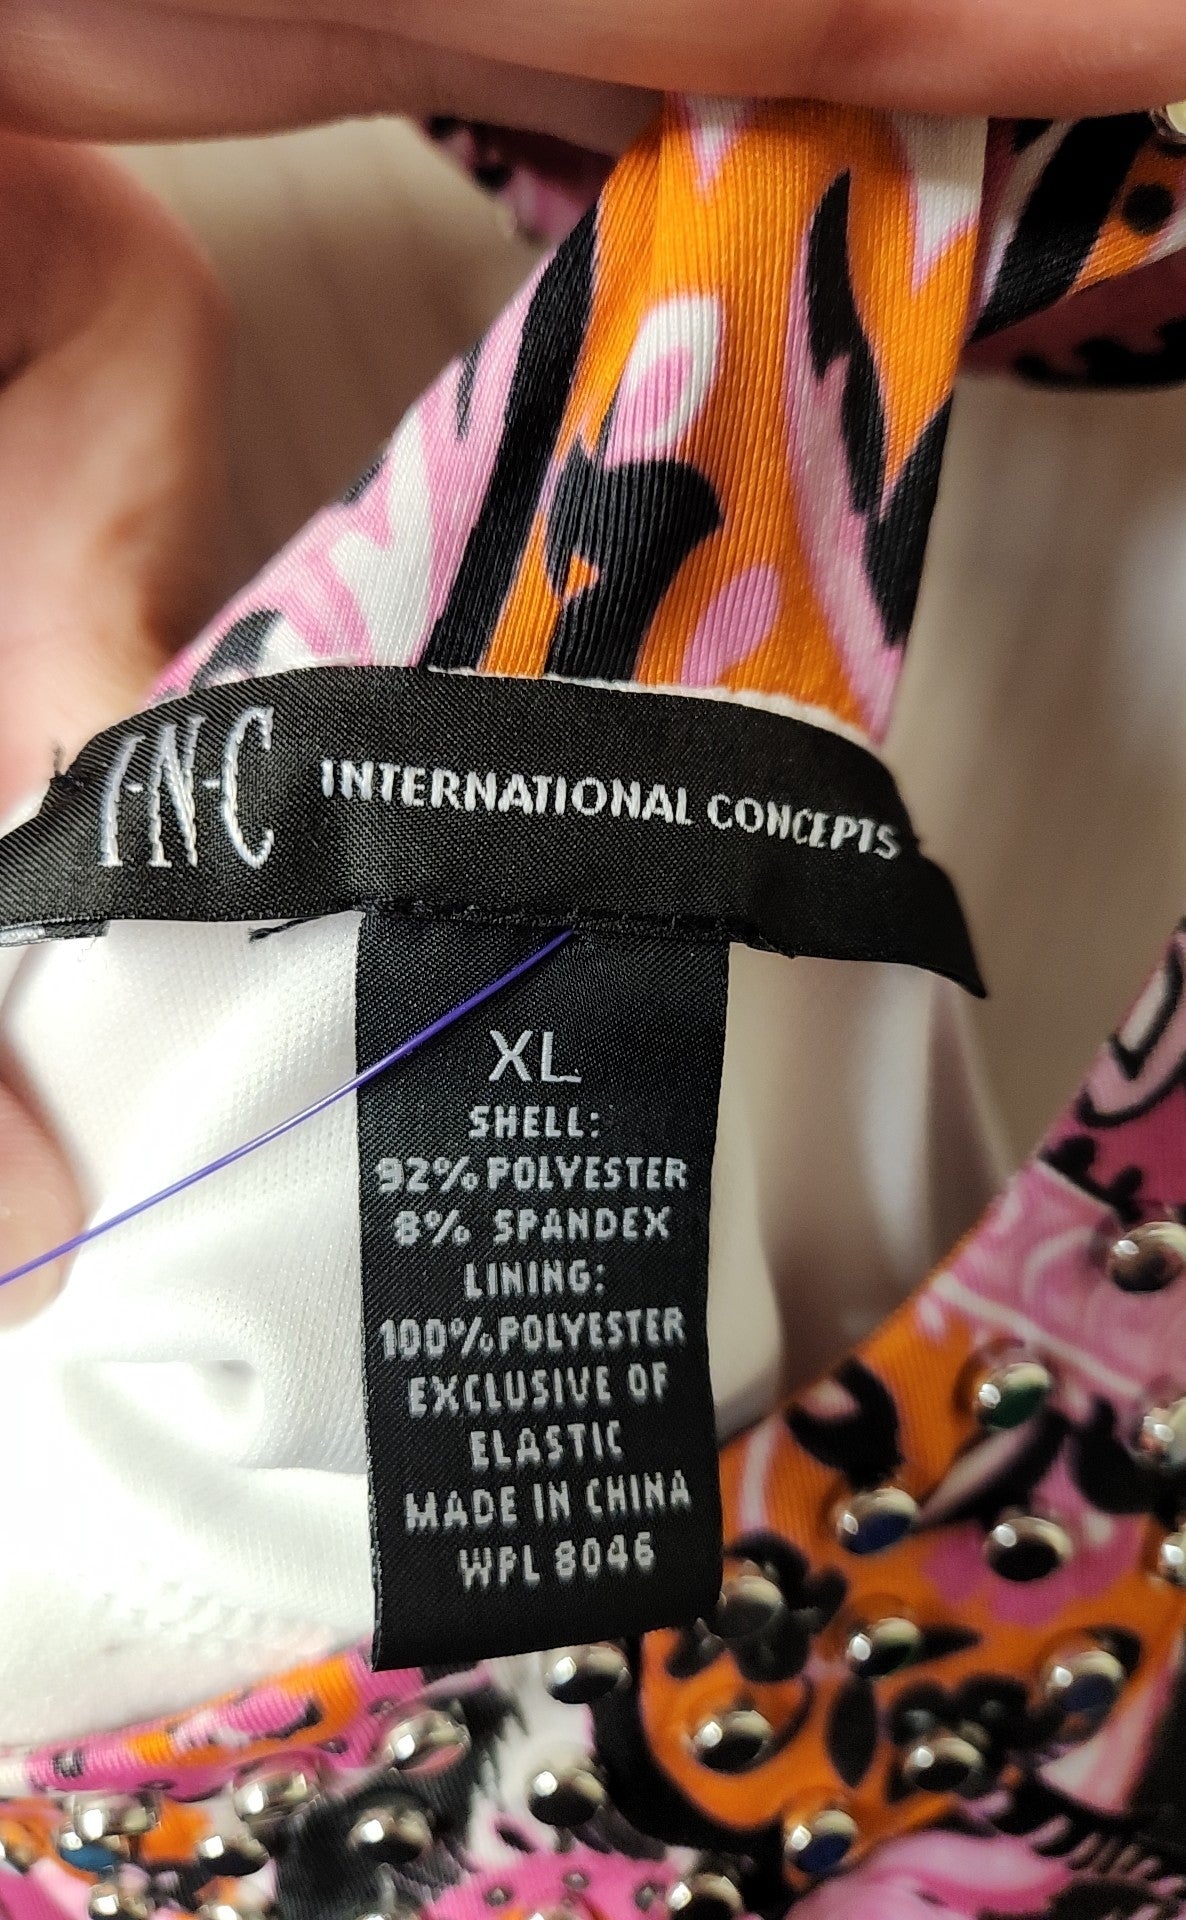 I-N-C INTERNATIONAL CONCEPTS
XL
SHELL:
92% POLYESTER
8% SPANDEX
LINING:
100% POLYESTER
EXCLUSIVE OF
ELASTIC
MADE IN CHINA
WPL 8046